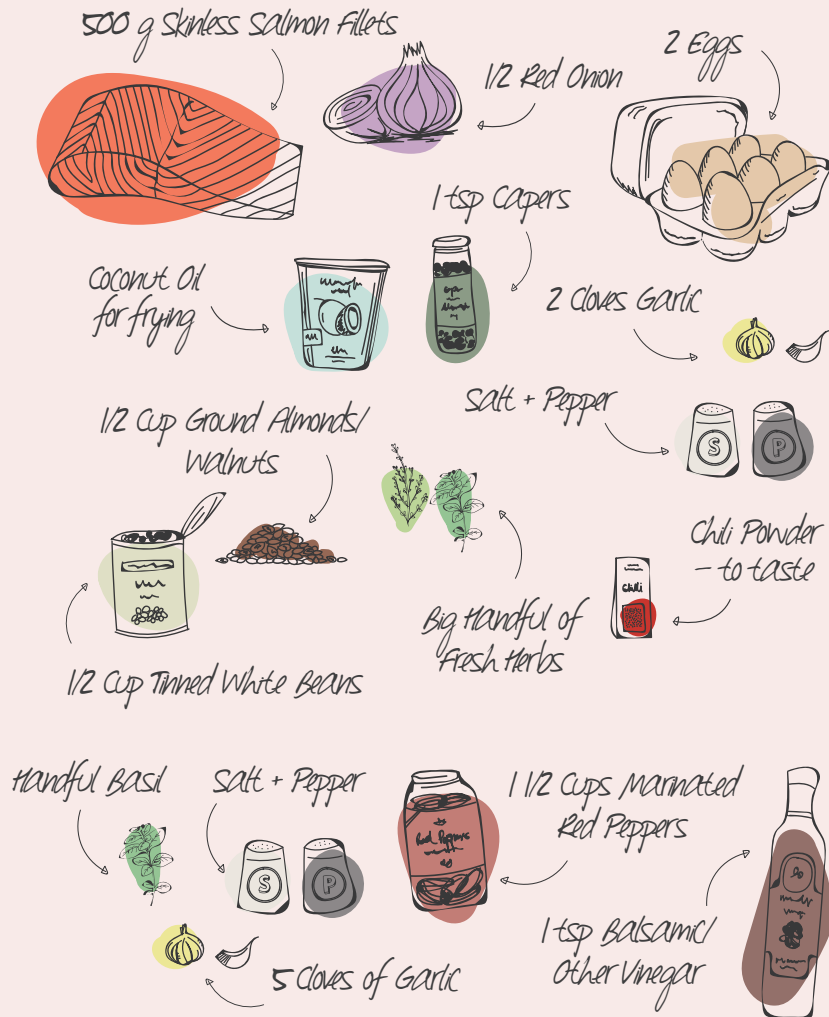 500 g Skinless Salmon Fillets
1/2 Red Onion
2 Eggs
1 tsp Capers
Coconut Oil
for frying
2 Cloves Garlic
Salt + Pepper
S
P
1/2 Cup Ground Almonds/
Walnuts
Chili Powder
– to taste
Chilli
Big Handful of
Fresh Herbs
1/2 Cup Tinned White Beans
Handful Basil
Salt + Pepper
S
P
1 1/2 Cups Marinated
Red Peppers
Red Peppers
1 tsp Balsamic/
Other Vinegar
5 Cloves of Garlic